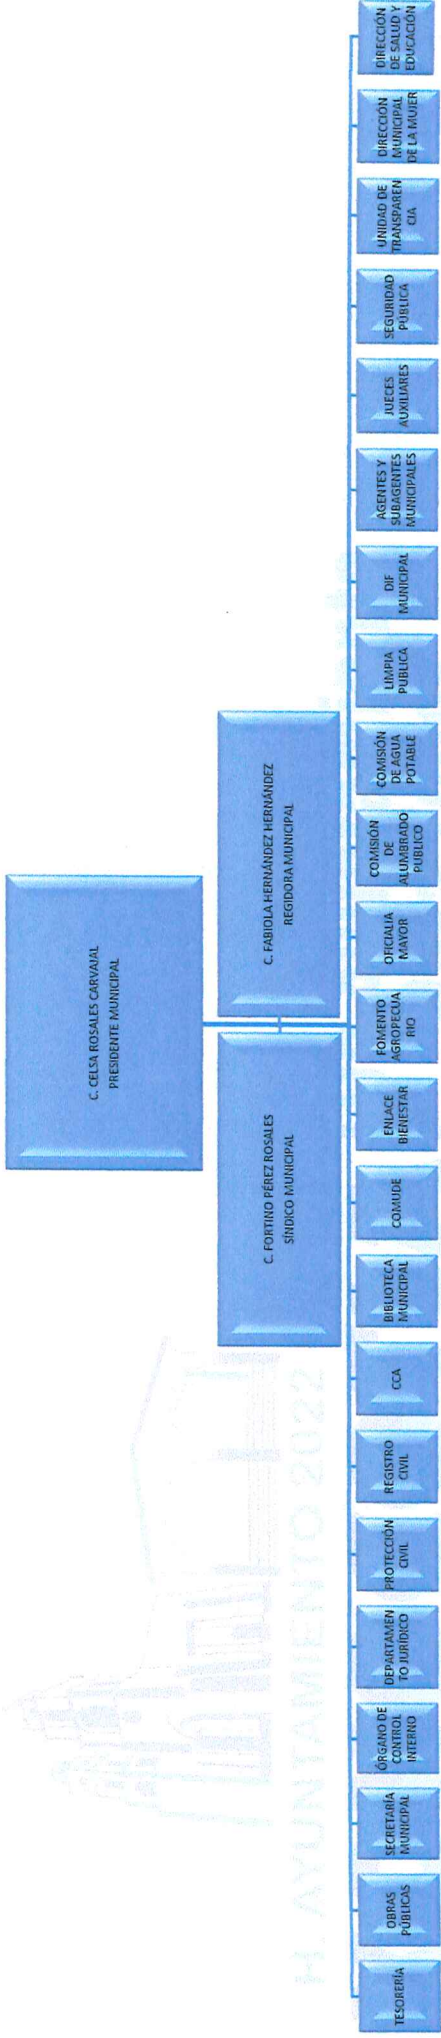 C. CELSA ROSALES CARVAJAL
PRESIDENTE MUNICIPAL
C. FORTINO PÉREZ ROSALES
SÍNDICO MUNICIPAL
C. FABIOLA HERNÁNDEZ HERNÁNDEZ
REGIDORA MUNICIPAL
TESORERÍA
OBRAS
PÚBLICAS
SECRETARÍA
MUNICIPAL
ÓRGANO DE
CONTROL
INTERNO
DEPARTAMEN
TO JURÍDICO
PROTECCIÓN
CIVIL
REGISTRO
CIVIL
CCA
BIBLIOTECA
MUNICIPAL
COMUDE
ENLACE
BIENESTAR
FOMENTO
AGROPECUA
RIO
OFICIALIA
MAYOR
COMISIÓN
DE
ALUMBRADO
PUBLICO
COMISIÓN
DE AGUA
POTABLE
LIMPIA
PUBLICA
DIF
MUNICIPAL
AGENTES Y
SUBAGENTES
MUNICIPALES
JUECES
AUXILIARES
SEGURIDAD
PÚBLICA
UNIDAD DE
TRANSPAREN
CIA
DIRECCIÓN
MUNICIPAL
DE LA MUJER
DIRECCIÓN
DE SALUD Y
EDUCACIÓN
H. AYUNTAMIENTO 2022